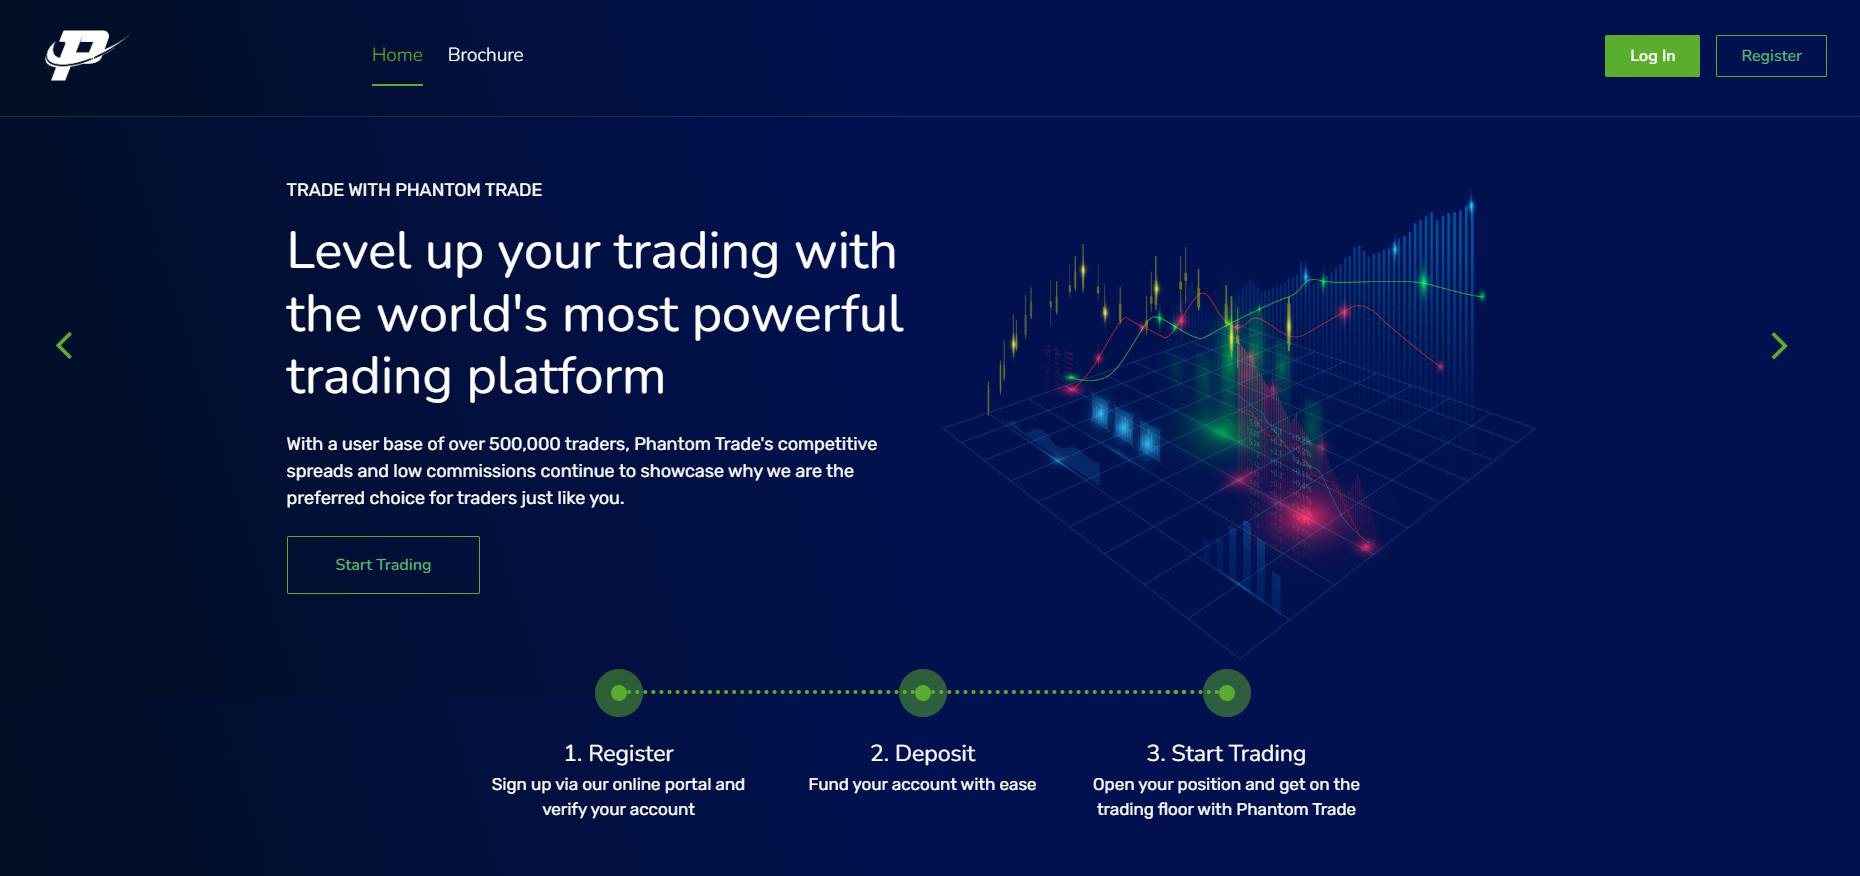 Home Brochure Log In Register
TRADE WITH PHANTOM TRADE
Level up your trading with
the world's most powerful
trading platform
With a user base of over 500,000 traders, Phantom Trade's competitive
spreads and low commissions continue to showcase why we are the
preferred choice for traders just like you.
Start Trading
1. Register
Sign up via our online portal and
verify your account
2. Deposit
Fund your account with ease
3. Start Trading
Open your position and get on the
trading floor with Phantom Trade